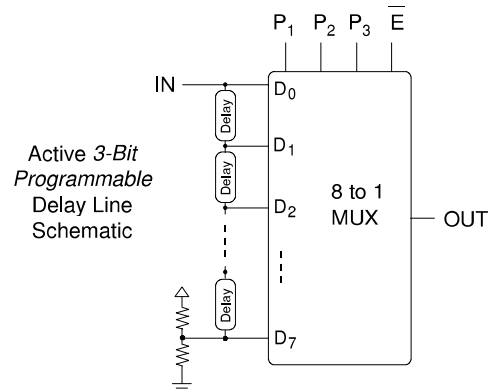 P1 P2 P3 E̅
IN
D0
Delay
D1
Delay
D2
Active 3-Bit
Programmable
Delay Line
Schematic
8 to 1
MUX
OUT
Delay
D7